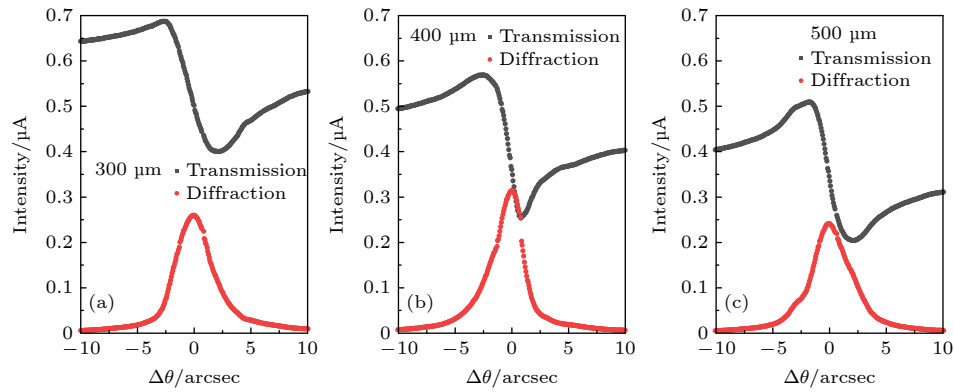 0.7
0.6
0.5
0.4
0.3
0.2
0.1
0
Intensity/μA
300 μm
Transmission
Diffraction
(a)
−10
−5
0
5
10
Δθ/arcsec
0.7
0.6
0.5
0.4
0.3
0.2
0.1
0
Intensity/μA
400 μm
Transmission
Diffraction
(b)
−10
−5
0
5
10
Δθ/arcsec
0.7
0.6
0.5
0.4
0.3
0.2
0.1
0
Intensity/μA
500 μm
Transmission
Diffraction
(c)
−10
−5
0
5
10
Δθ/arcsec